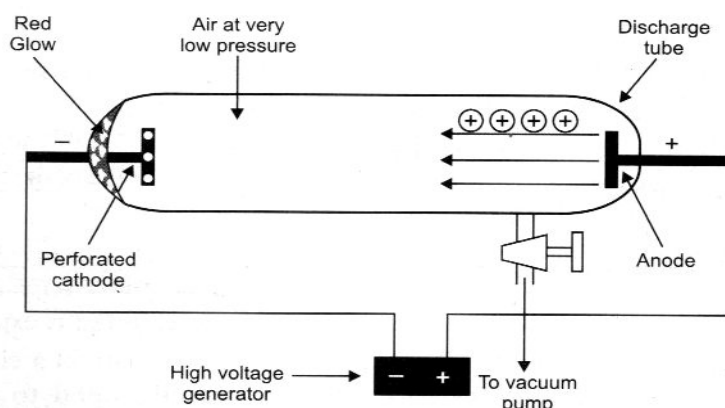 Red
Glow
Air at very
low pressure
Discharge
tube
+ + + +
−
+
Perforated
cathode
Anode
High voltage
generator
− +
To vacuum
pump